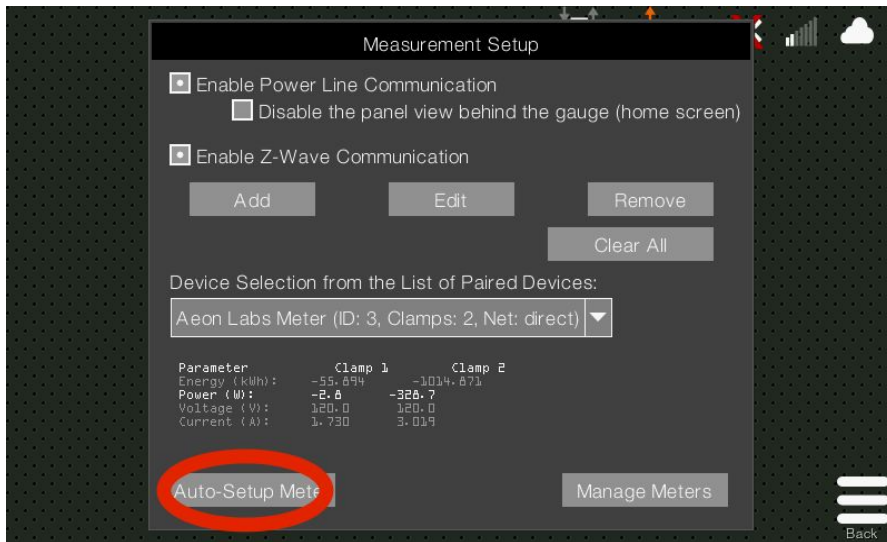 Measurement Setup
Enable Power Line Communication
Disable the panel view behind the gauge (home screen)
Enable Z-Wave Communication
Add Edit Remove
Clear All
Device Selection from the List of Paired Devices:
Aeon Labs Meter (ID: 3, Clamps: 2, Net: direct)
Parameter Clamp 1 Clamp 2
Energy (kWh): -55.894 -1014.871
Power (W): -2.8 -328.7
Voltage (V): 120.0 120.0
Current (A): 1.730 3.019
Auto-Setup Mete Manage Meters
Back